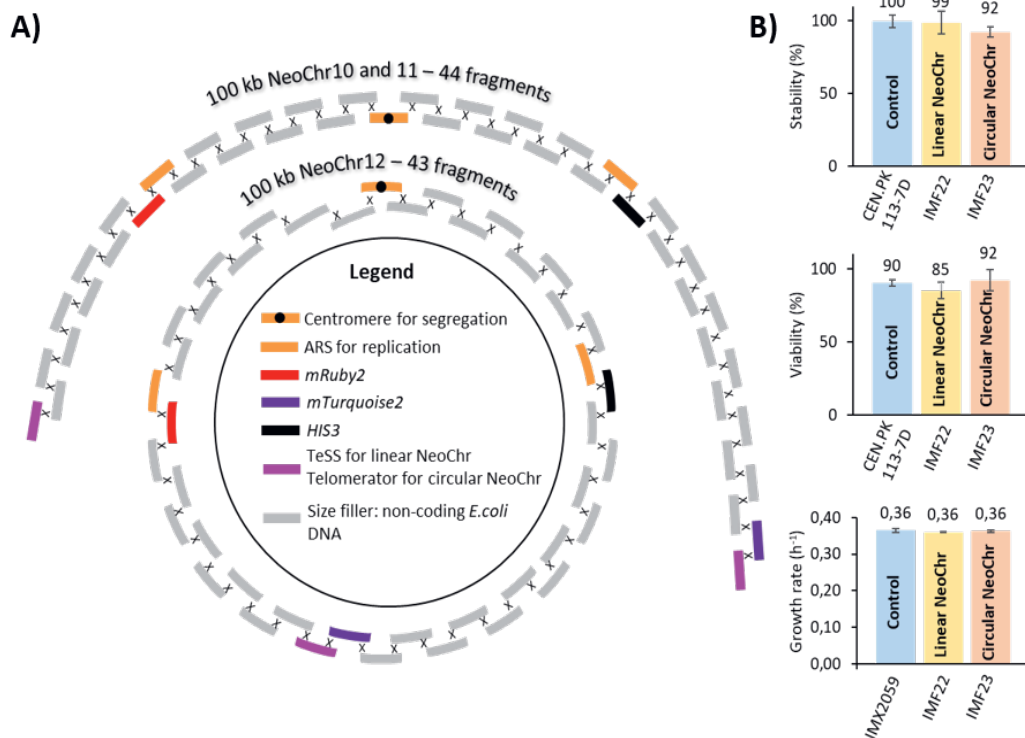 A)
100 kb NeoChr10 and 11 – 44 fragments
100 kb NeoChr12 – 43 fragments
Legend
Centromere for segregation
ARS for replication
mRuby2
mTurquoise2
HIS3
TeSS for linear NeoChr
Telomerator for circular NeoChr
Size filler: non-coding E.coli
DNA
B)
100 99 92
Stability (%)
100
50
0
Control
Linear NeoChr
Circular NeoChr
CEN.PK
113-7D
IMF22
IMF23
90 85 92
Viability (%)
100
50
0
Control
Linear NeoChr
Circular NeoChr
CEN.PK
113-7D
IMF22
IMF23
0,36 0,36 0,36
Growth rate (h⁻¹)
0,40
0,30
0,20
0,10
0,00
Control
Linear NeoChr
Circular NeoChr
IMX2059
IMF22
IMF23